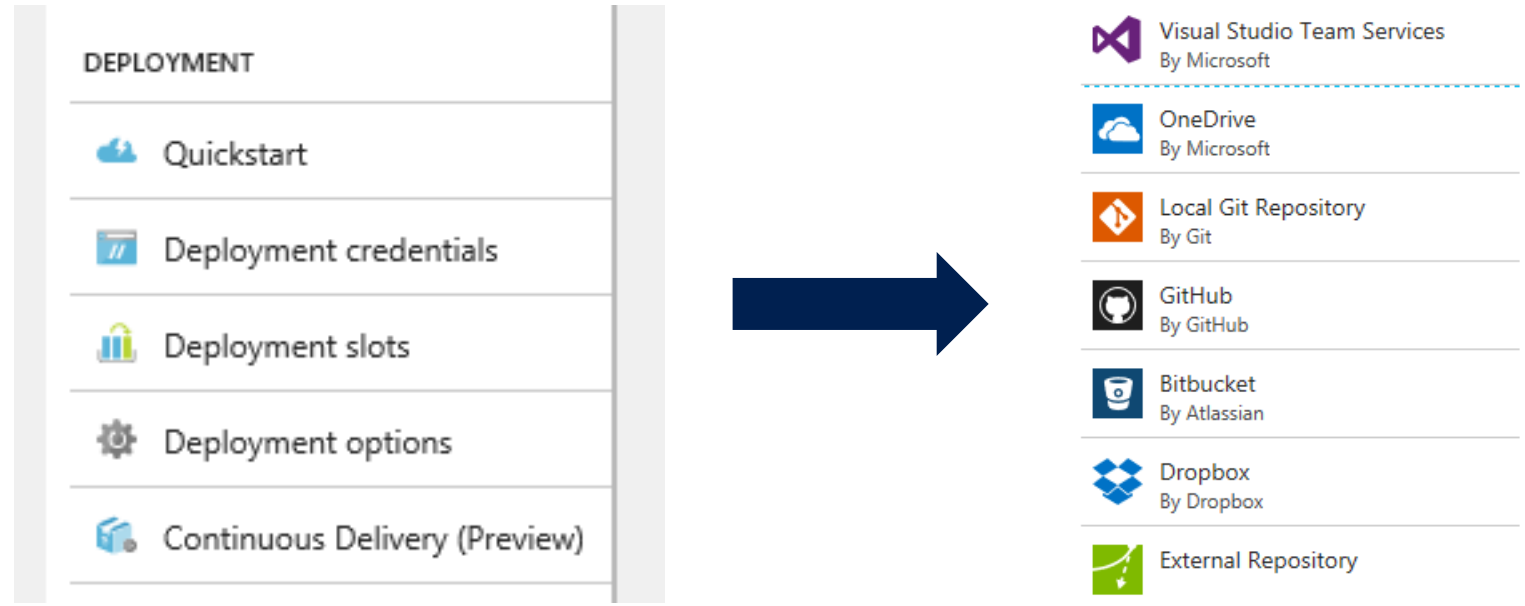 DEPLOYMENT
Quickstart
Deployment credentials
Deployment slots
Deployment options
Continuous Delivery (Preview)
Visual Studio Team Services
By Microsoft
OneDrive
By Microsoft
Local Git Repository
By Git
GitHub
By GitHub
Bitbucket
By Atlassian
Dropbox
By Dropbox
External Repository